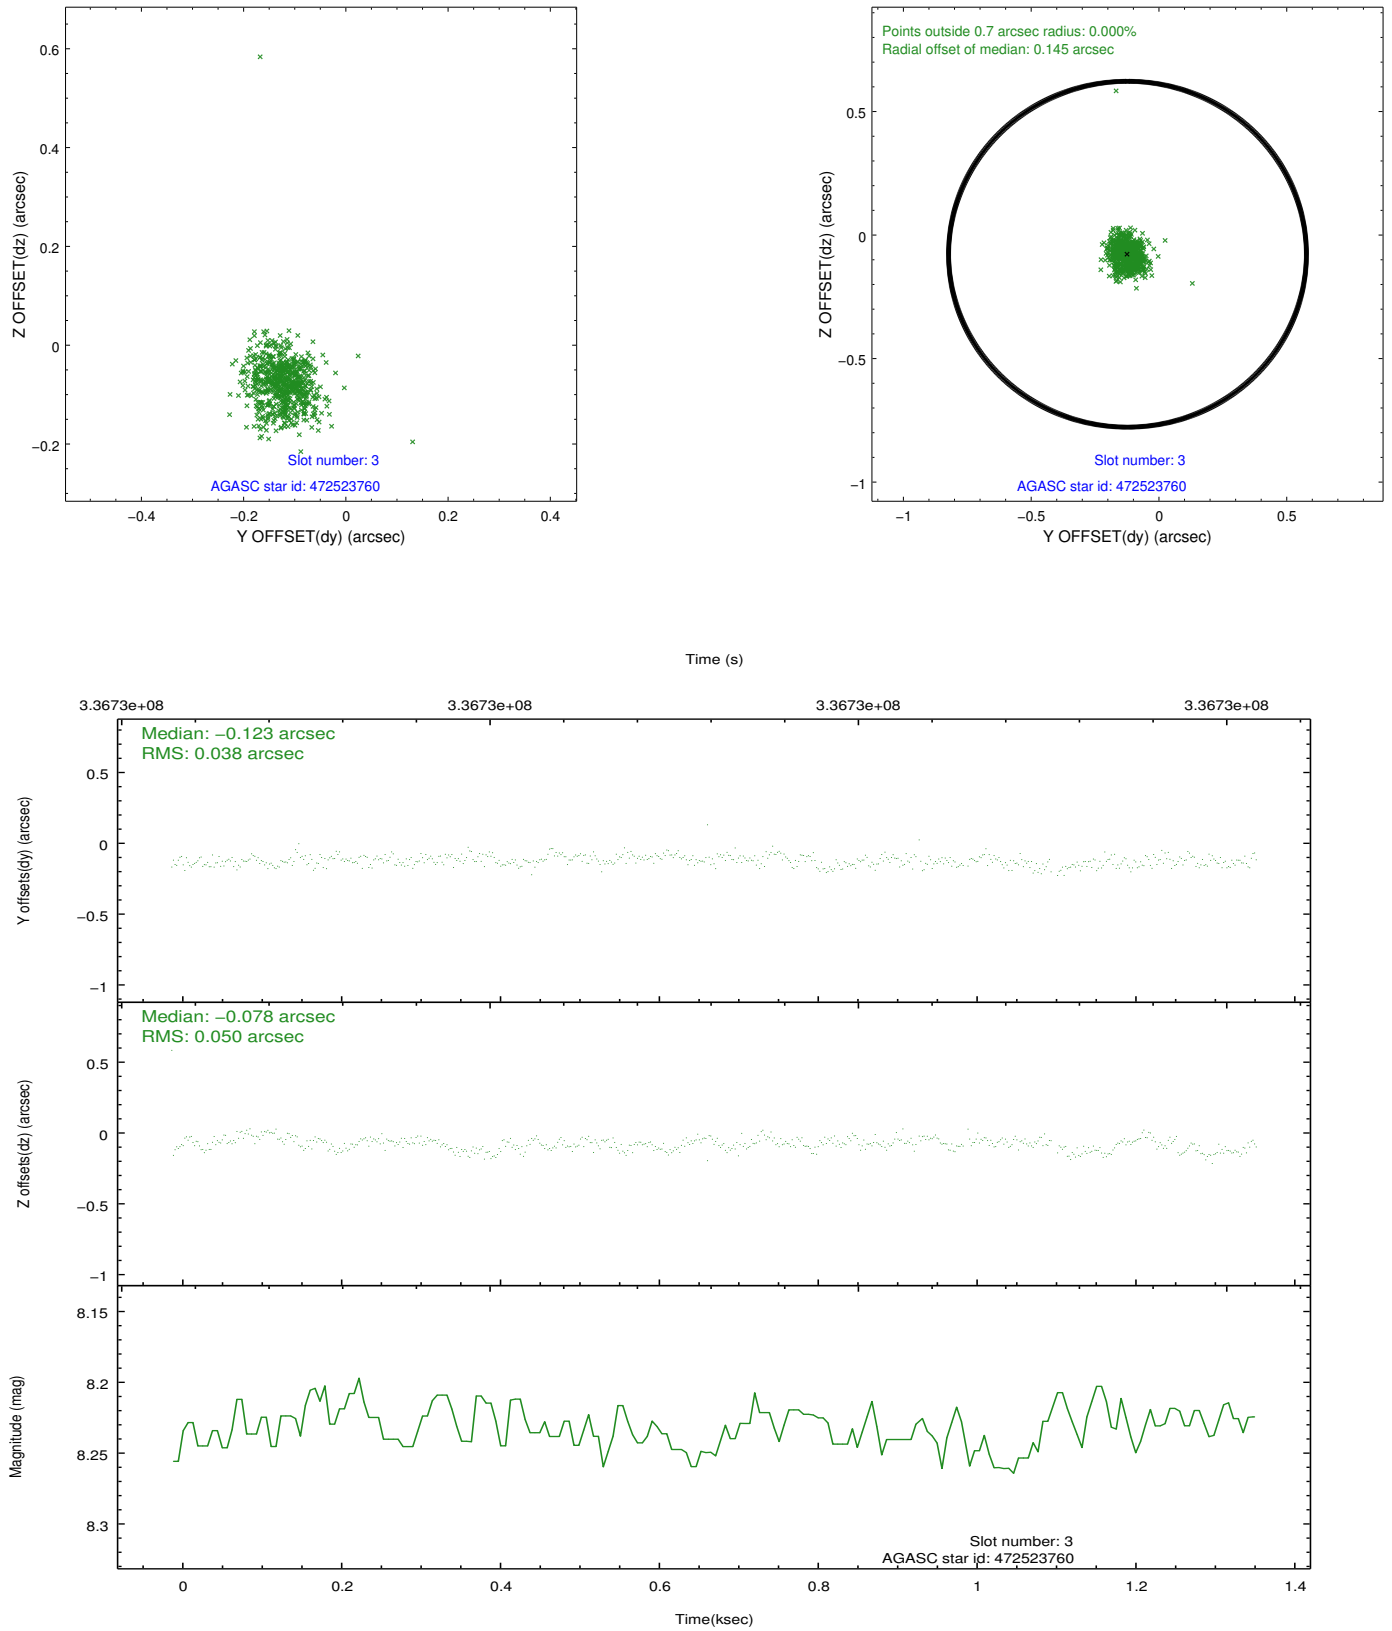 0.6
0.4
0.2
0
−0.2
−0.4
−0.2
0
0.2
0.4
Z OFFSET(dz) (arcsec)
Y OFFSET(dy) (arcsec)
Slot number: 3
AGASC star id: 472523760
Points outside 0.7 arcsec radius: 0.000%
Radial offset of median: 0.145 arcsec
0.5
0
−0.5
−1
−1
−0.5
0
0.5
Z OFFSET(dz) (arcsec)
Y OFFSET(dy) (arcsec)
Slot number: 3
AGASC star id: 472523760
Time (s)
3.3673e+08 3.3673e+08 3.3673e+08 3.3673e+08
Median: −0.123 arcsec
RMS: 0.038 arcsec
0.5
0
−0.5
−1
Y offsets(dy) (arcsec)
Median: −0.078 arcsec
RMS: 0.050 arcsec
0.5
0
−0.5
−1
Z offsets(dz) (arcsec)
8.15
8.2
8.25
8.3
Magnitude (mag)
Slot number: 3
AGASC star id: 472523760
0 0.2 0.4 0.6 0.8 1 1.2 1.4
Time(ksec)